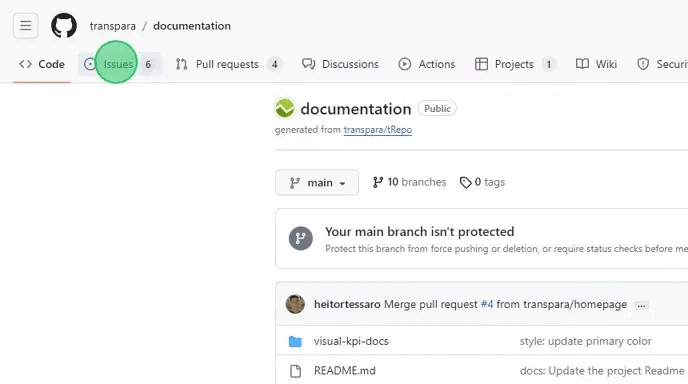 transpara / documentation
Code Issues 6 Pull requests 4 Discussions Actions Projects 1 Wiki
documentation Public
generated from transpara/tRepo
main 10 branches 0 tags
Your main branch isn't protected
Protect this branch from force pushing or deletion, or require status checks before
heitortessaro Merge pull request #4 from transpara/homepage ...
visual-kpi-docs style: update primary color
README.md docs: Update the project Readme